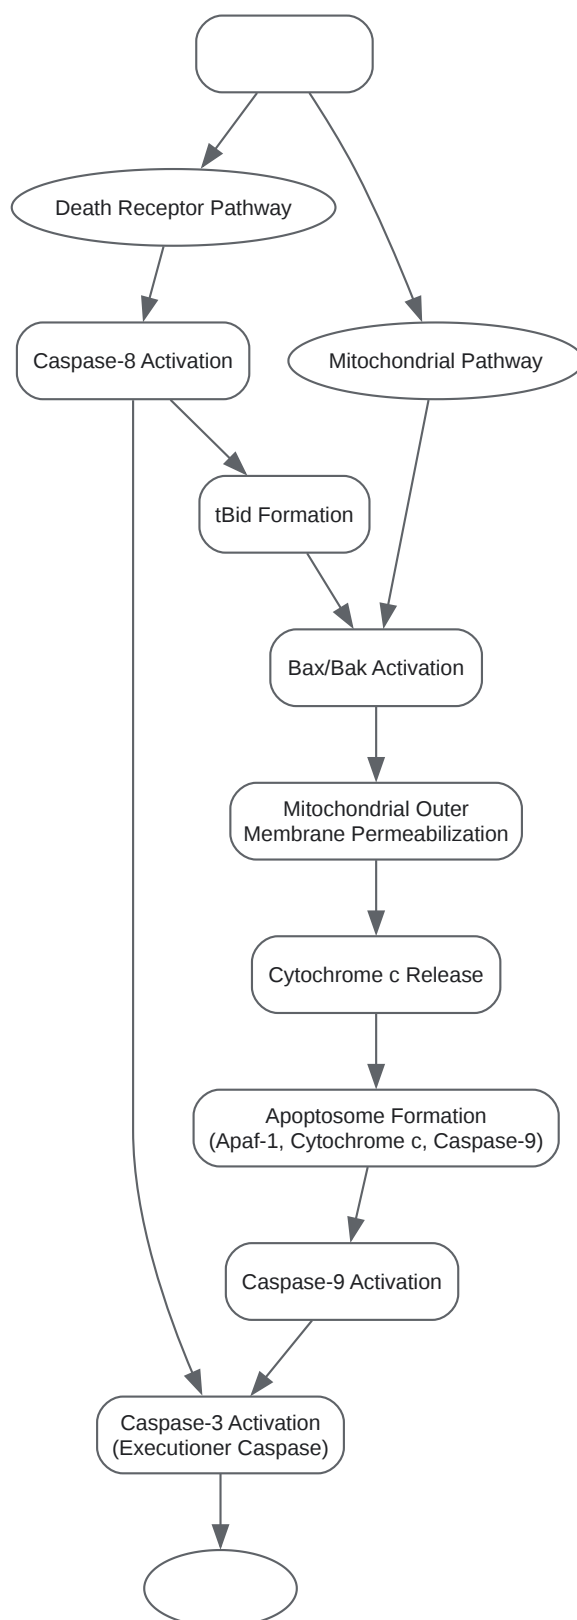 Death Receptor Pathway
Caspase-8 Activation
Mitochondrial Pathway
tBid Formation
Bax/Bak Activation
Mitochondrial Outer
Membrane Permeabilization
Cytochrome c Release
Apoptosome Formation
(Apaf-1, Cytochrome c, Caspase-9)
Caspase-9 Activation
Caspase-3 Activation
(Executioner Caspase)